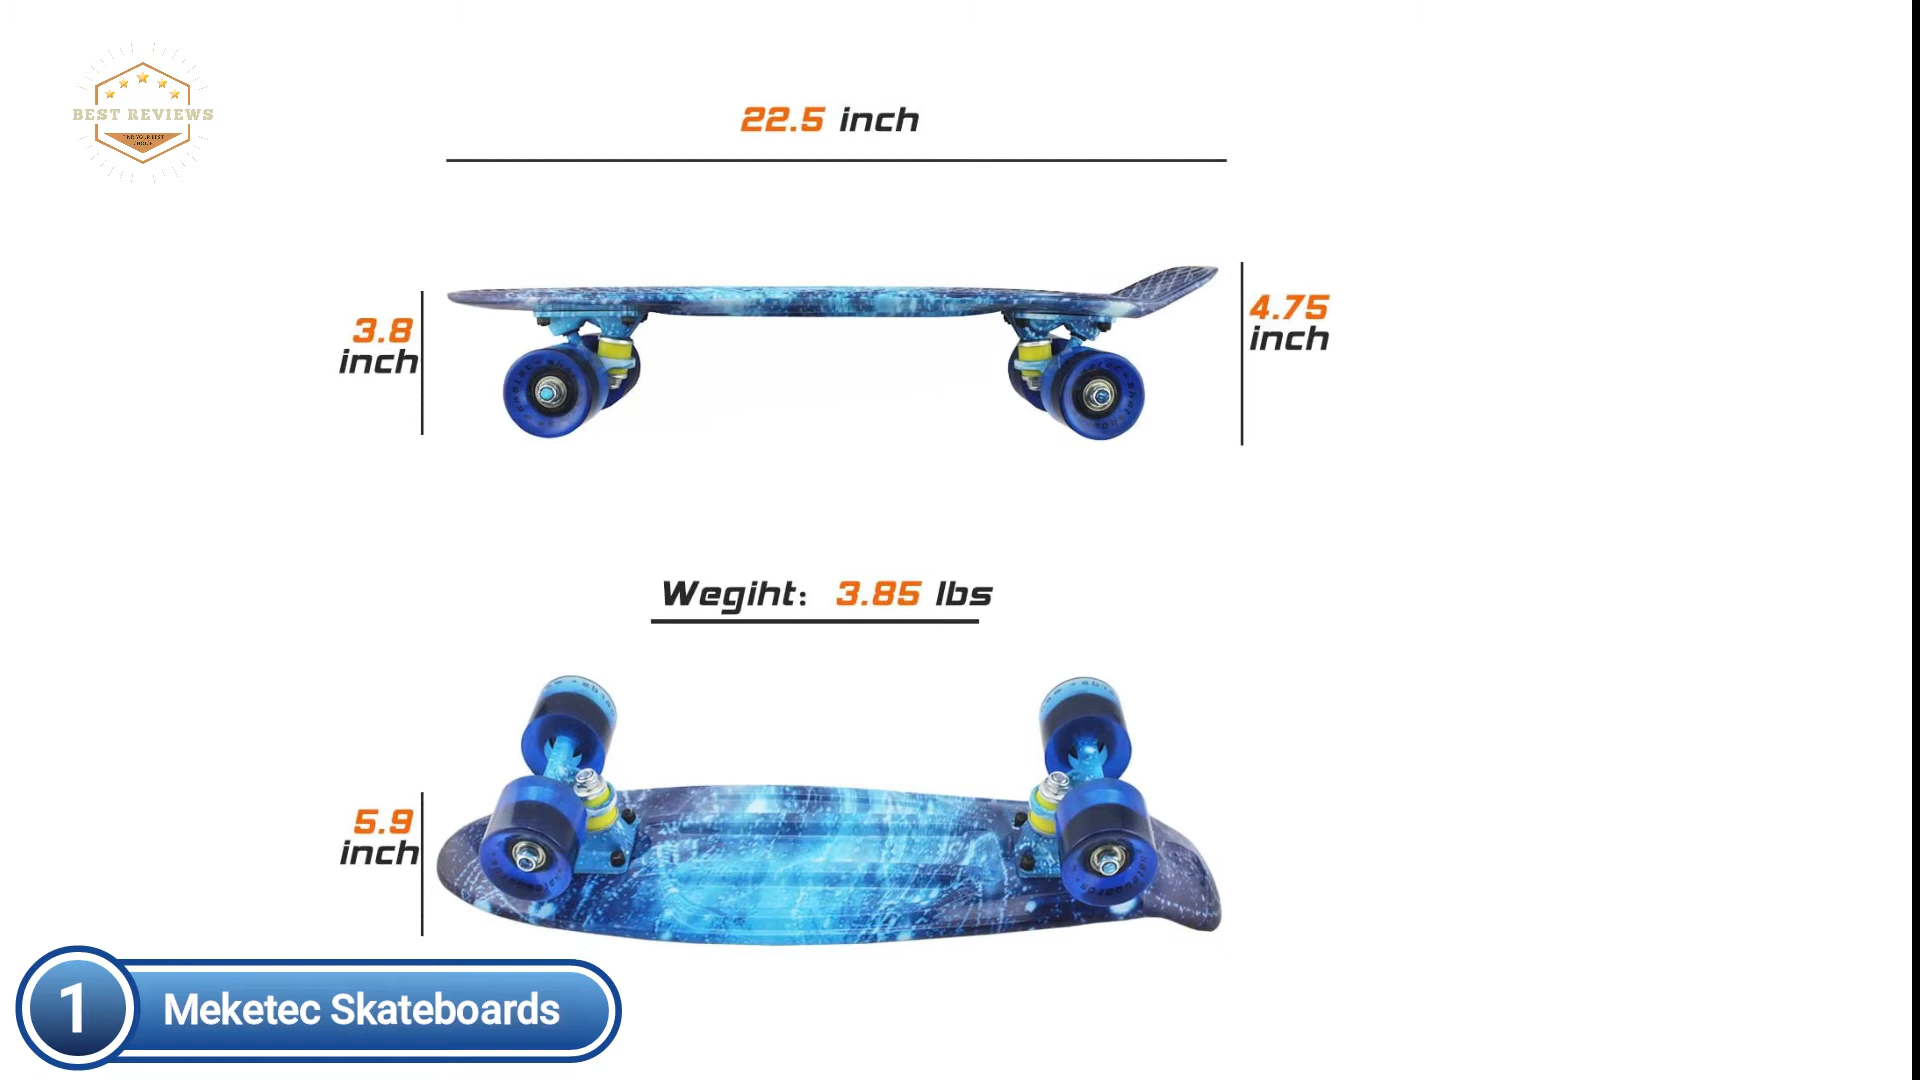 BEST REVIEWS
22.5 inch
3.8
inch
4.75
inch
Wegiht: 3.85 lbs
5.9
inch
1 Meketec Skateboards